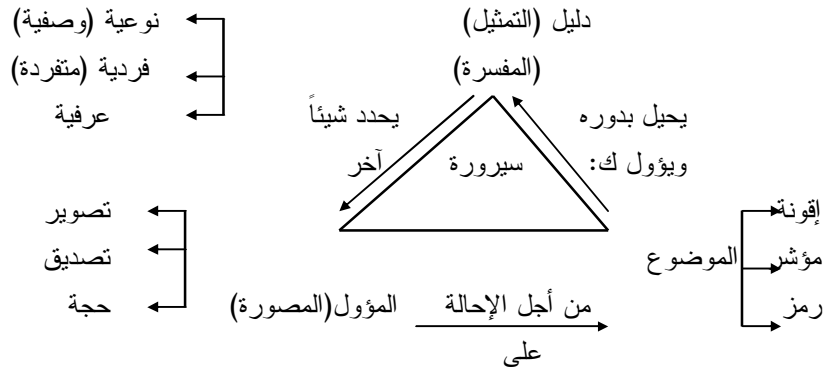 دليل (التمثيل)
(المفسرة)
نوعية (وصفية)
فردية (متفردة)
عرفية
يحيل بدوره
ويؤول ك:
سيرورة
يحدد شيئاً
آخر
إقونة
مؤشر
رمز
الموضوع
من أجل الإحالة
على
المؤول(المصورة)
تصوير
تصديق
حجة